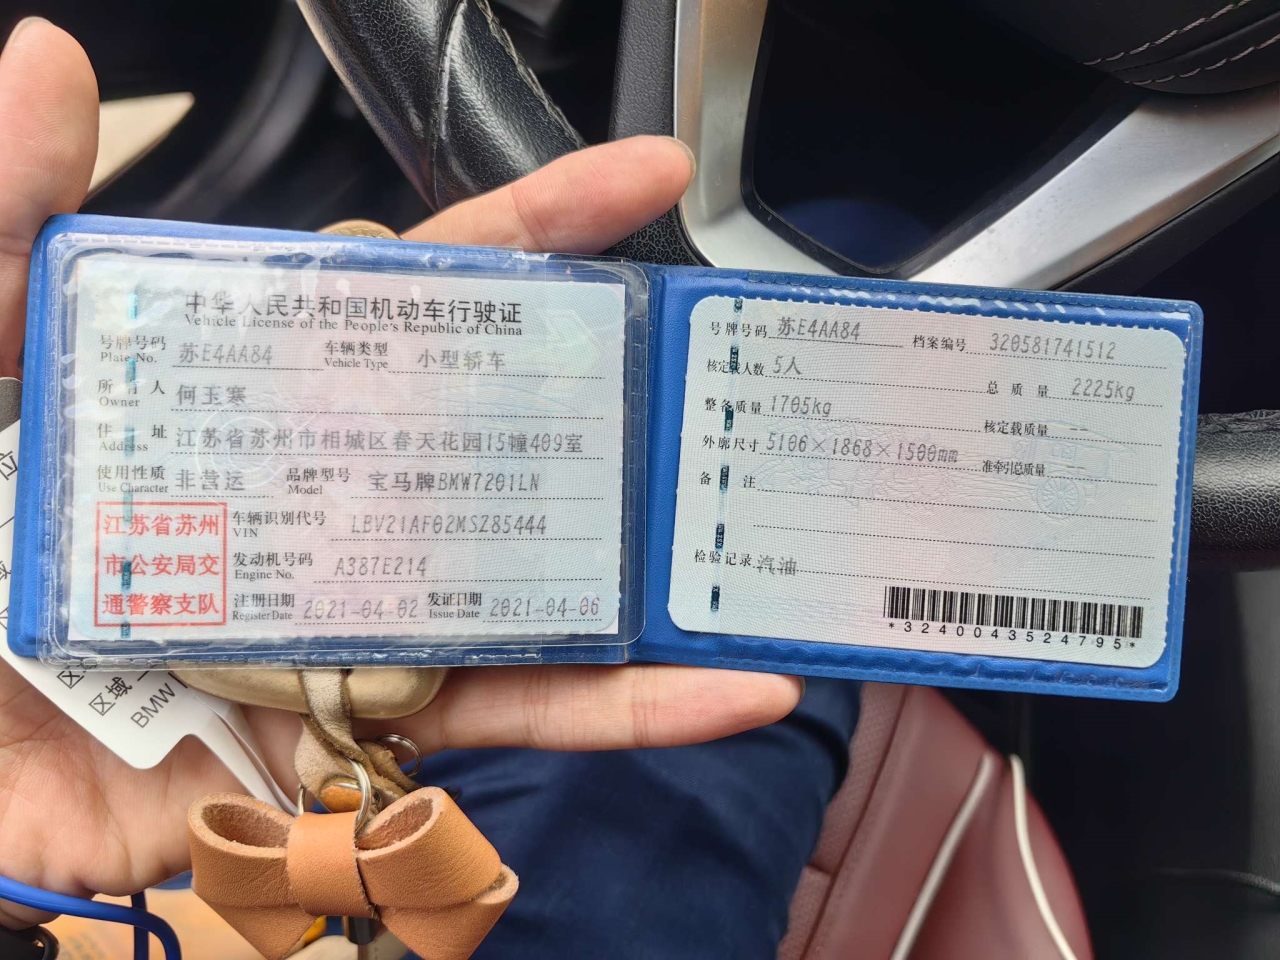 中华人民共和国机动车行驶证
Vehicle License of the People's Republic of China
号牌号码 苏E4AA84 车辆类型 小型轿车
Plate No. Vehicle Type
所有人 何玉寒
Owner
住址 江苏省苏州市相城区春天花园15幢409室
Address
使用性质 非营运 品牌型号 宝马牌BMW7201LN
Use Character Model
江苏省苏州
市公安局交
通警察支队
车辆识别代号 LBV21AF02MSZ85444
VIN
发动机号码 A387E214
Engine No.
注册日期 2021-04-02 发证日期 2021-04-06
Register Date Issue Date
号牌号码 苏E4AA84 档案编号 320581741512
核定载人数 5人 总质量 2225kg
整备质量 1705kg 核定载质量 --
外廓尺寸 5106×1868×1500mm 准牵引总质量 --
备注
检验记录 汽油
*3240043524795*
区域
BMW